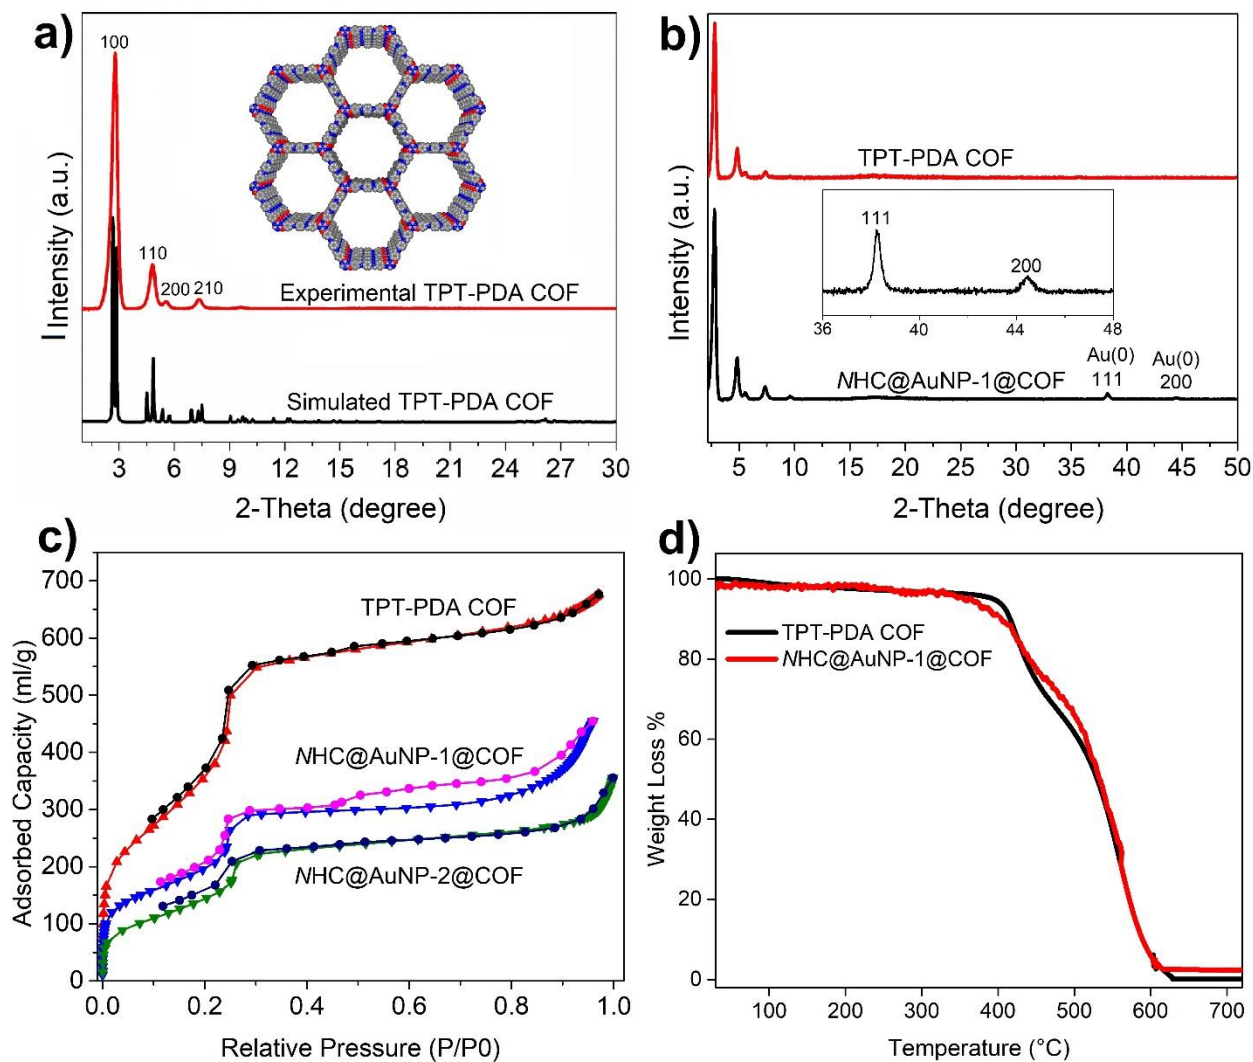 a)
100
110
200
210
Experimental TPT-PDA COF
Simulated TPT-PDA COF
IIntensity (a.u.)
3 6 9 12 15 18 21 24 27 30
2-Theta (degree)
b)
TPT-PDA COF
111
200
36 40 44 48
Au(0)
111
Au(0)
200
NHC@AuNP-1@COF
Intensity (a.u.)
5 10 15 20 25 30 35 40 45 50
2-Theta (degree)
c)
700
600
500
400
300
200
100
0
TPT-PDA COF
NHC@AuNP-1@COF
NHC@AuNP-2@COF
Adsorbed Capacity (ml/g)
0.0 0.2 0.4 0.6 0.8 1.0
Relative Pressure (P/P0)
d)
100
80
60
40
20
0
TPT-PDA COF
NHC@AuNP-1@COF
Weight Loss %
100 200 300 400 500 600 700
Temperature (°C)